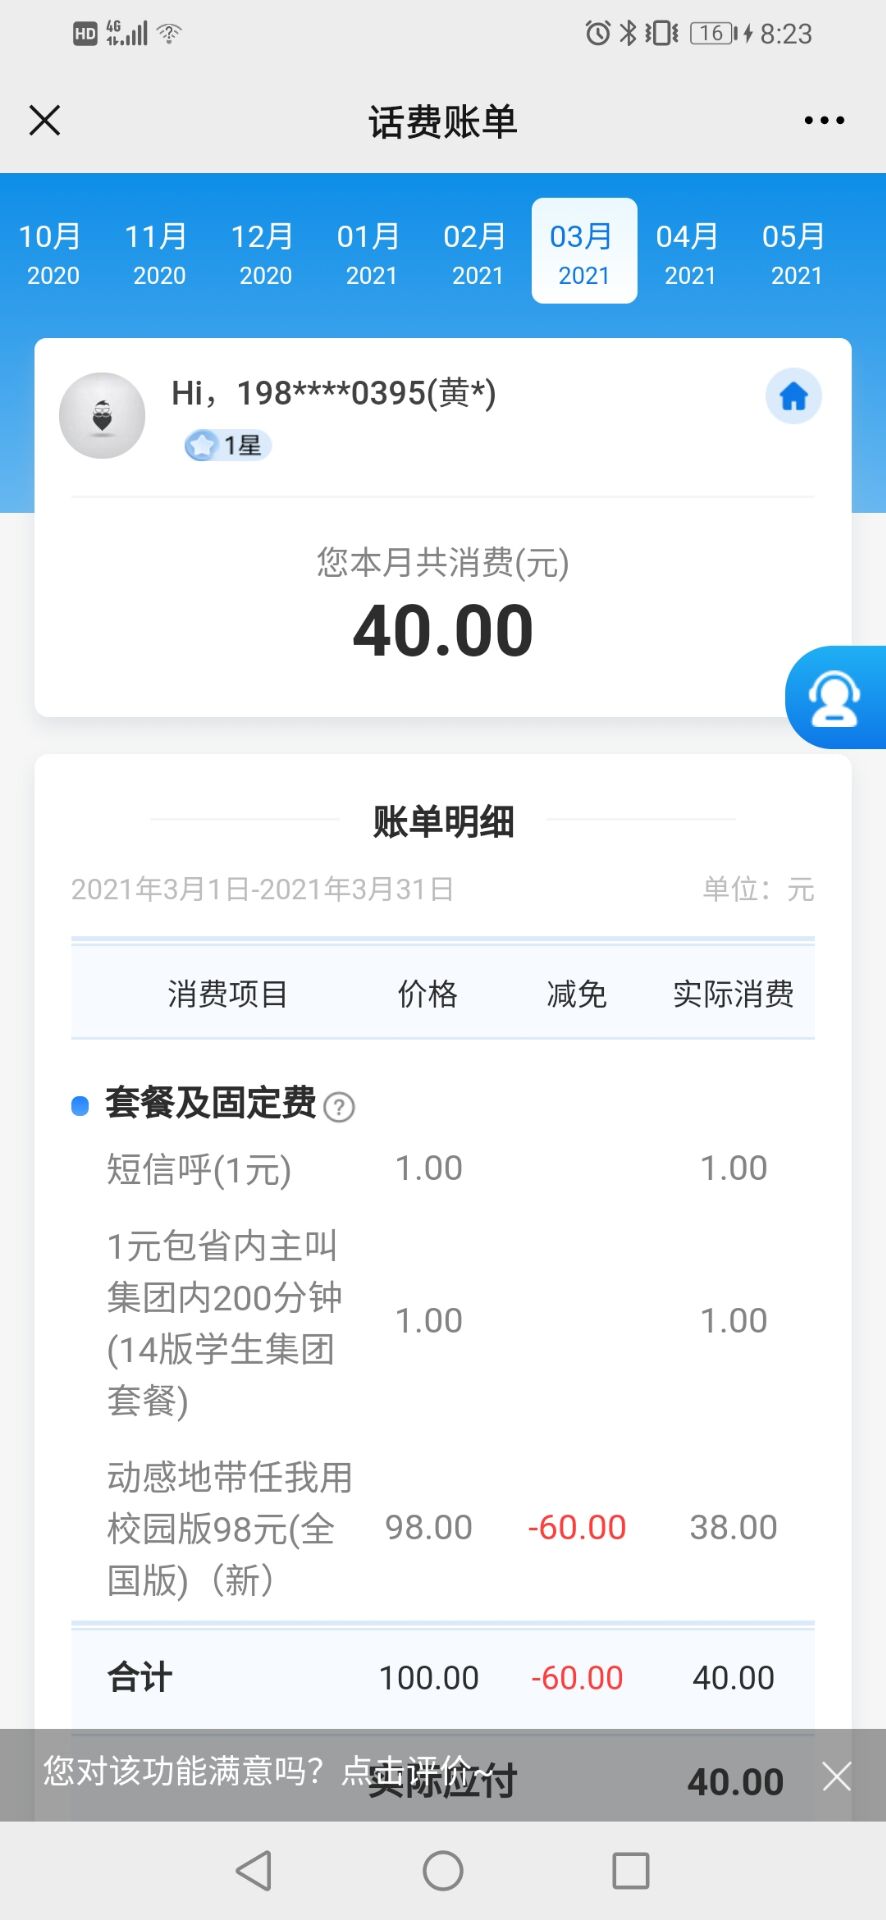 HD 4G 16 8:23
话费账单
10月 11月 12月 01月 02月 03月 04月 05月
2020 2020 2020 2021 2021 2021 2021 2021
Hi，198****0395(黄*)
1星
您本月共消费(元)
40.00
账单明细
2021年3月1日-2021年3月31日 单位：元
消费项目 价格 减免 实际消费
套餐及固定费 ?
短信呼(1元) 1.00 1.00
1元包省内主叫
集团内200分钟
(14版学生集团
套餐)
1.00 1.00
动感地带任我用
校园版98元(全
国版)（新）
98.00 -60.00 38.00
合计 100.00 -60.00 40.00
您对该功能满意吗？点击评价~
实际应付 40.00